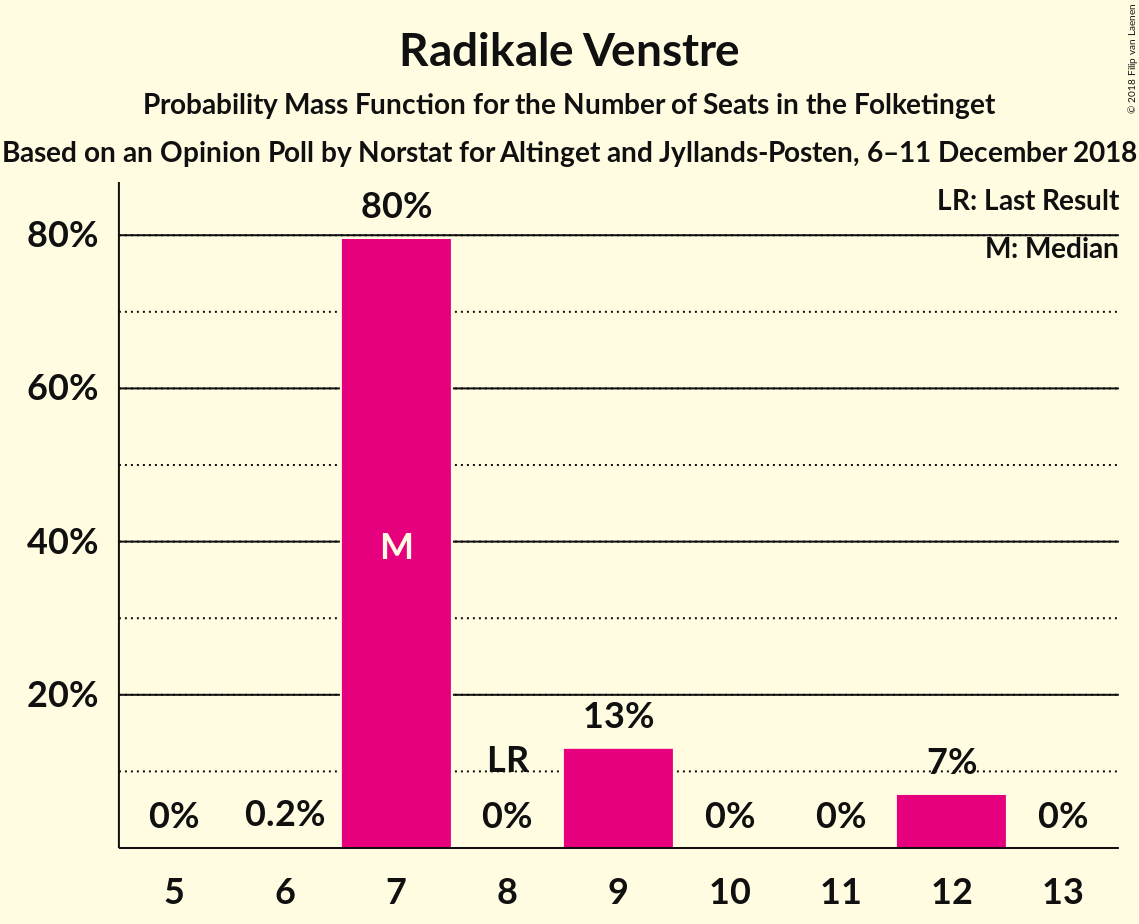 Radikale Venstre
Probability Mass Function for the Number of Seats in the Folketinget
Based on an Opinion Poll by Norstat for Altinget and Jyllands-Posten, 6–11 December 2018
© 2018 Filip van Laenen
LR: Last Result
M: Median
80%
60%
40%
20%
0%
0.2%
80%
M
LR
0%
13%
0%
0%
7%
0%
5 6 7 8 9 10 11 12 13